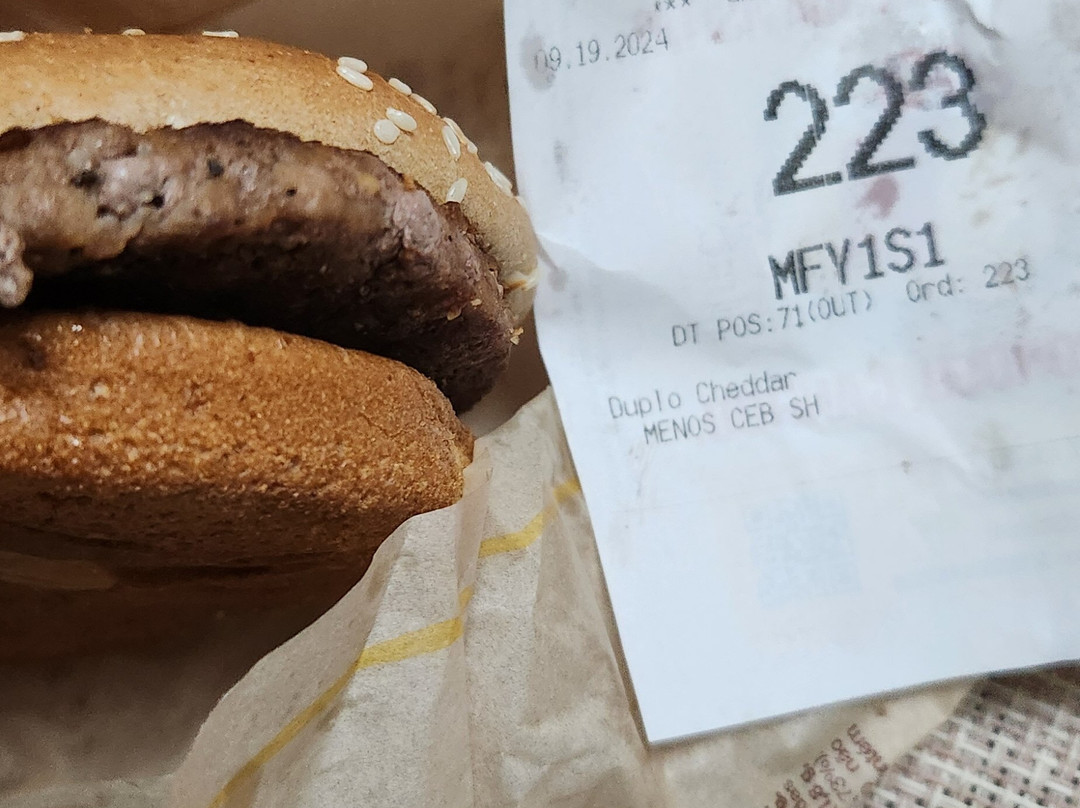 09.19.2024
223
MFY1S1
DT POS:71(OUT) Ord: 223
Duplo Cheddar
MENOS CEB SH